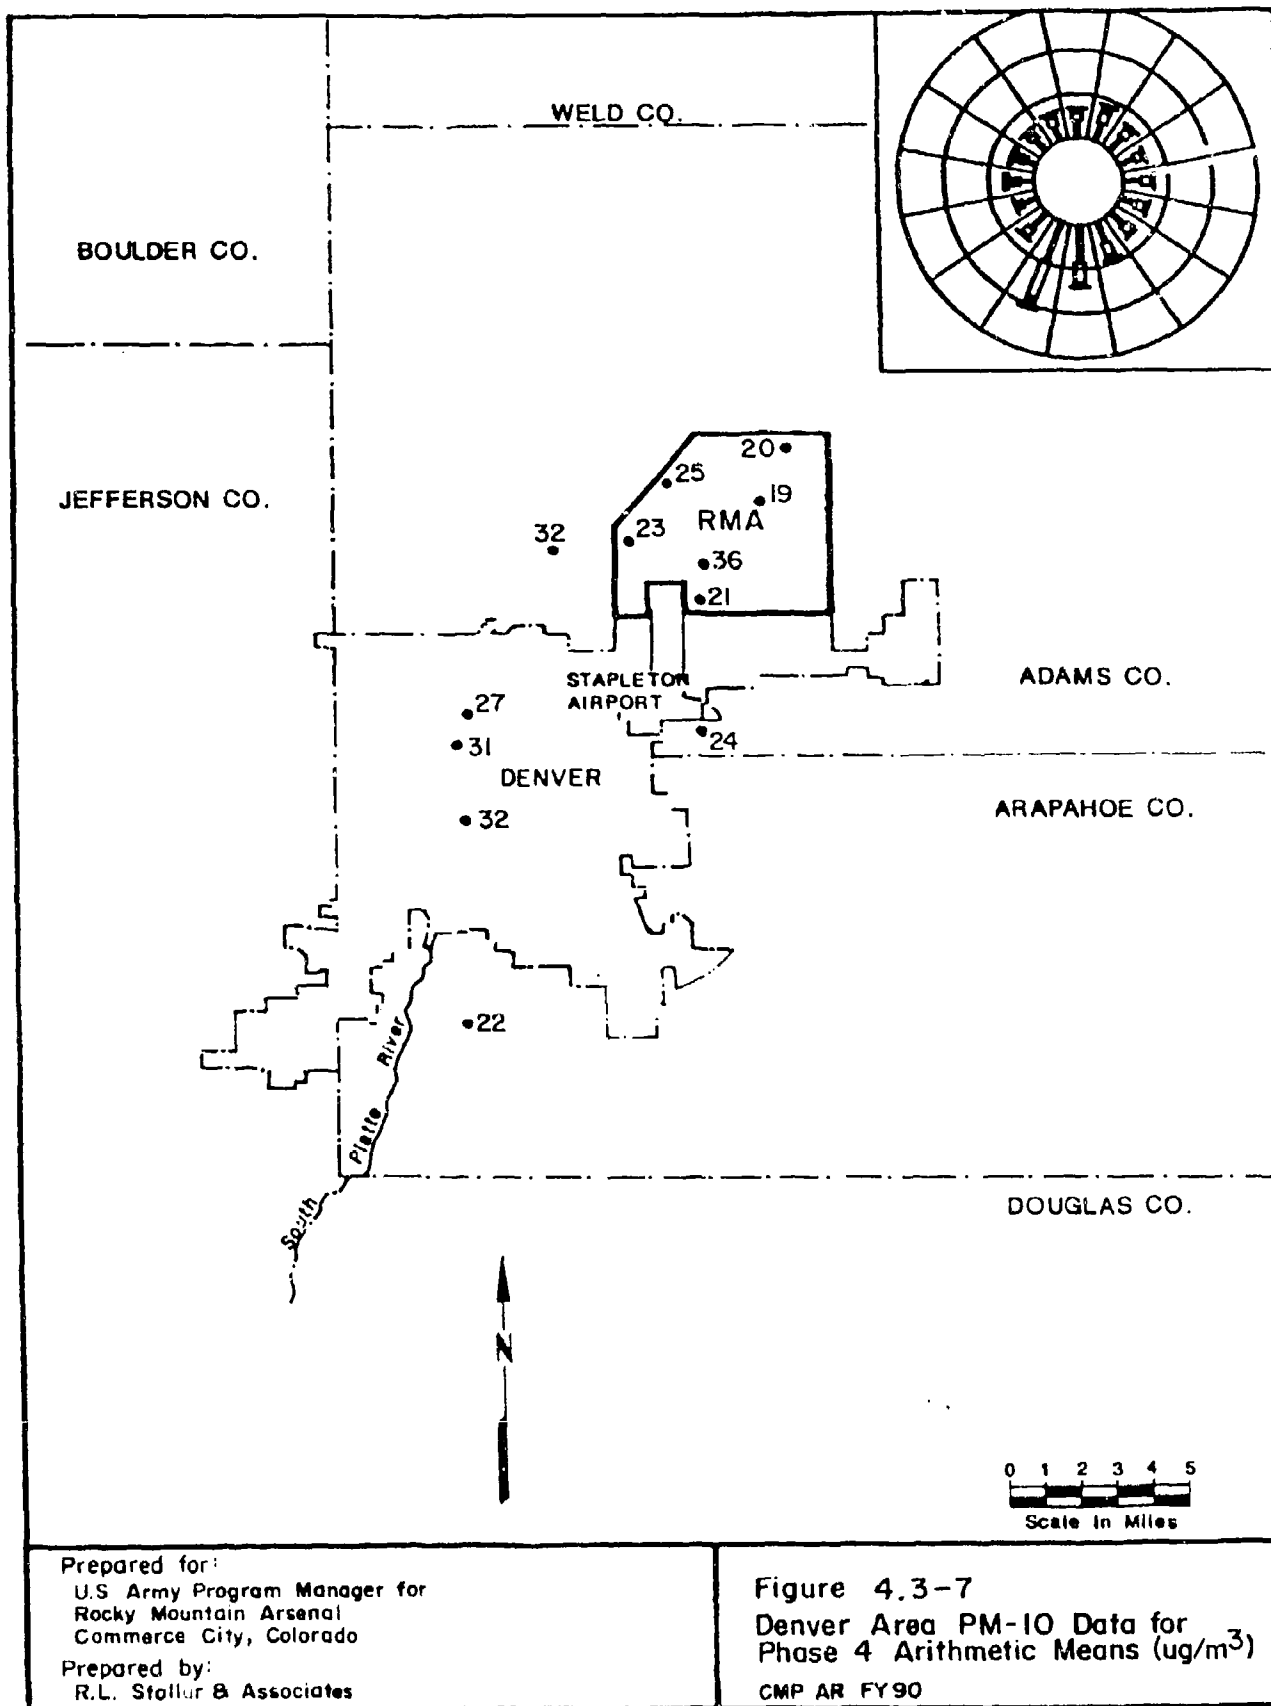 WELD CO.
BOULDER CO.
JEFFERSON CO.
20
25
19
RMA
23
32
36
21
STAPLETON
AIRPORT
ADAMS CO.
27
24
31
DENVER
ARAPAHOE CO.
32
22
South Platte River
DOUGLAS CO.
N
0 1 2 3 4 5
Scale In Miles
Prepared for:
U.S Army Program Manager for
Rocky Mountain Arsenal
Commerce City, Colorado
Prepared by:
R.L. Stollur & Associates
Figure 4.3-7
Denver Area PM-10 Data for
Phase 4 Arithmetic Means (ug/m3)
CMP AR FY90